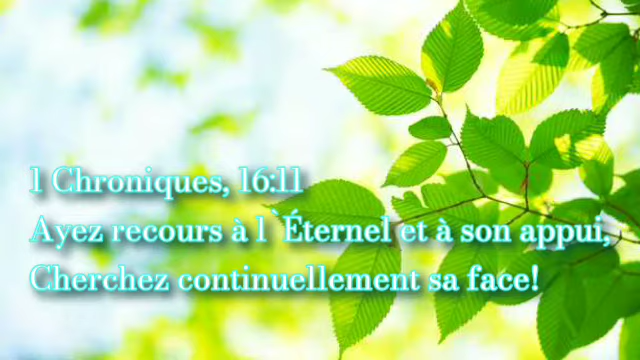 1 Chroniques, 16:11
Ayez recours à l`Éternel et à son appui,
Cherchez continuellement sa face!